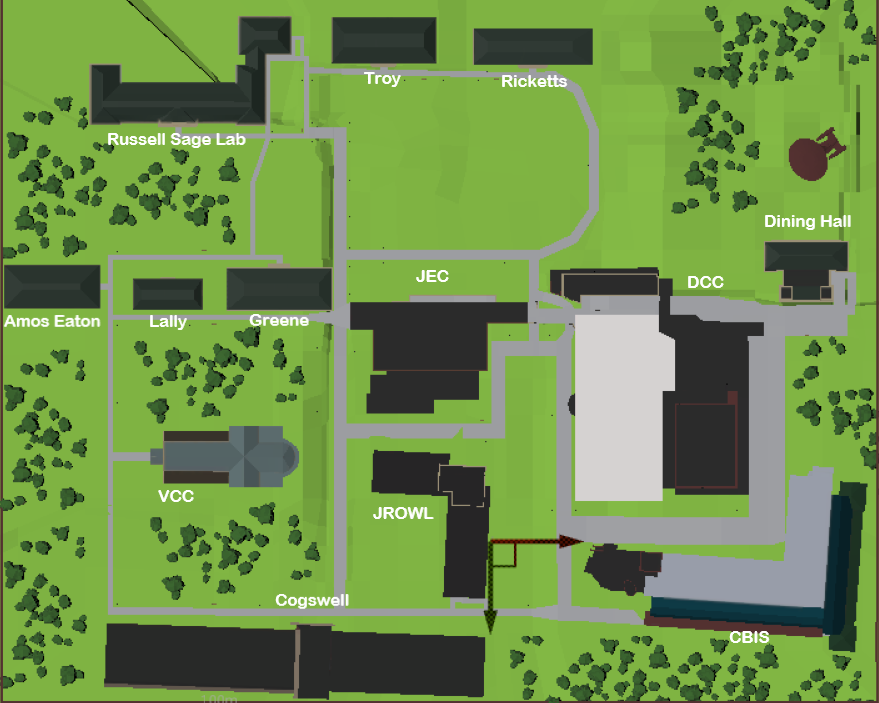 Troy
Ricketts
Russell Sage Lab
Dining Hall
JEC
DCC
Amos Eaton
Lally
Greene
VCC
JROWL
Cogswell
CBIS